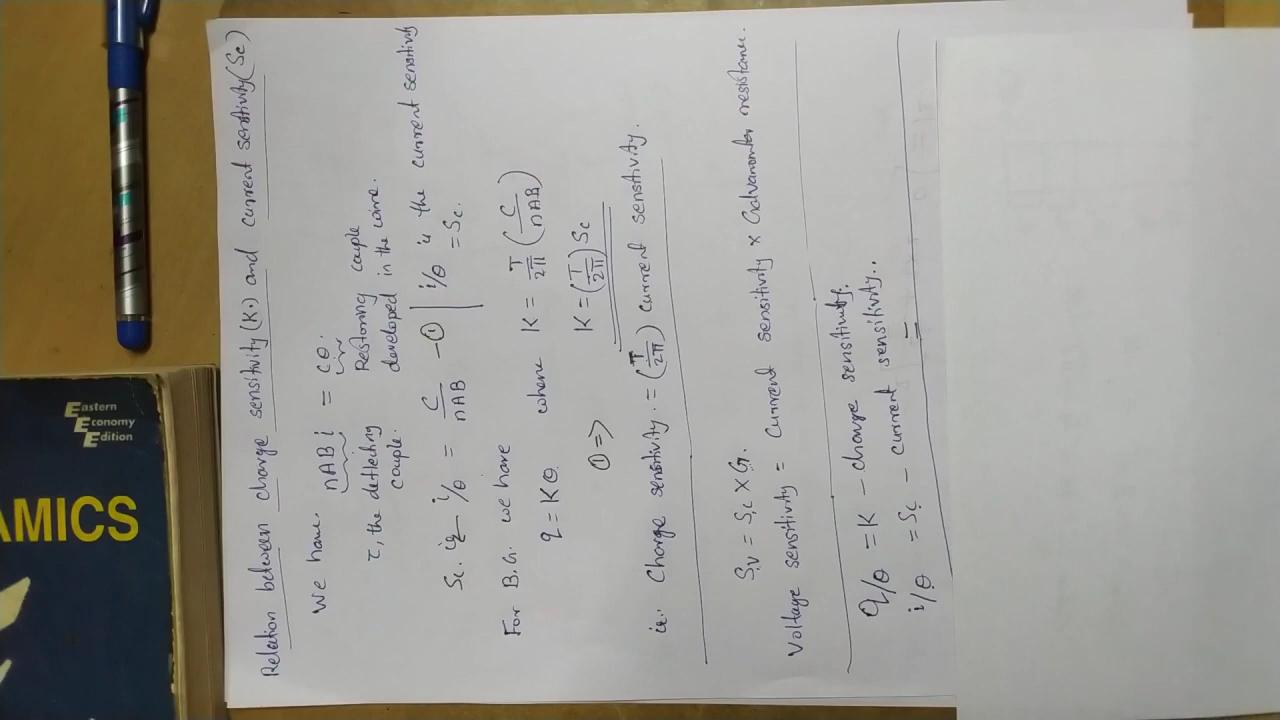 Relation between charge sensitivity (K.) and current sensitivity (Sc)
We have. nABi = cθ.
τ, the deflecting couple.
Restoring couple developed in the wire.
Sc. ie i/θ = C/nAB —① | i/θ is the current sensitivity = Sc.
For B.G. we have
q = Kθ where K = T/2π (C/nAB)
①⇒ K = (T/2π) Sc
ie. Charge sensitivity. = (T/2π) current sensitivity.
Sv = Sc × G.
Voltage sensitivity = current sensitivity × Galvanometer resistance.
q/θ = K - charge sensitivity.
i/θ = Sc - current sensitivity..
Eastern
Economy
Edition
AMICS